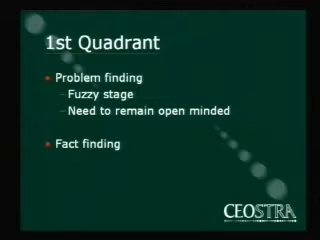 1st Quadrant
Problem finding
–Fuzzy stage
–Need to remain open minded
Fact finding
CEOSTRA